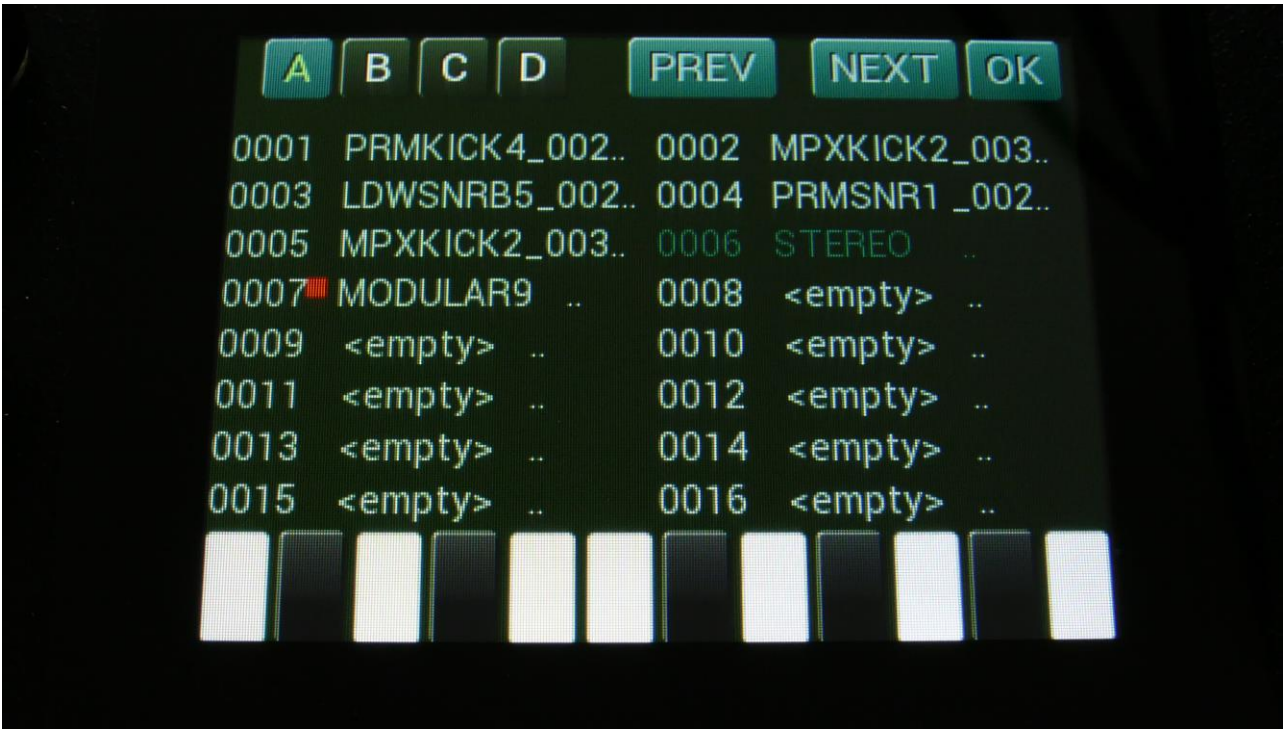 A B C D PREV NEXT OK
0001 PRMKICK4_002.. 0002 MPXKICK2_003..
0003 LDWSNRB5_002.. 0004 PRMSNR1 _002..
0005 MPXKICK2_003.. 0006 STEREO ..
0007 MODULAR9 .. 0008 <empty> ..
0009 <empty> .. 0010 <empty> ..
0011 <empty> .. 0012 <empty> ..
0013 <empty> .. 0014 <empty> ..
0015 <empty> .. 0016 <empty> ..